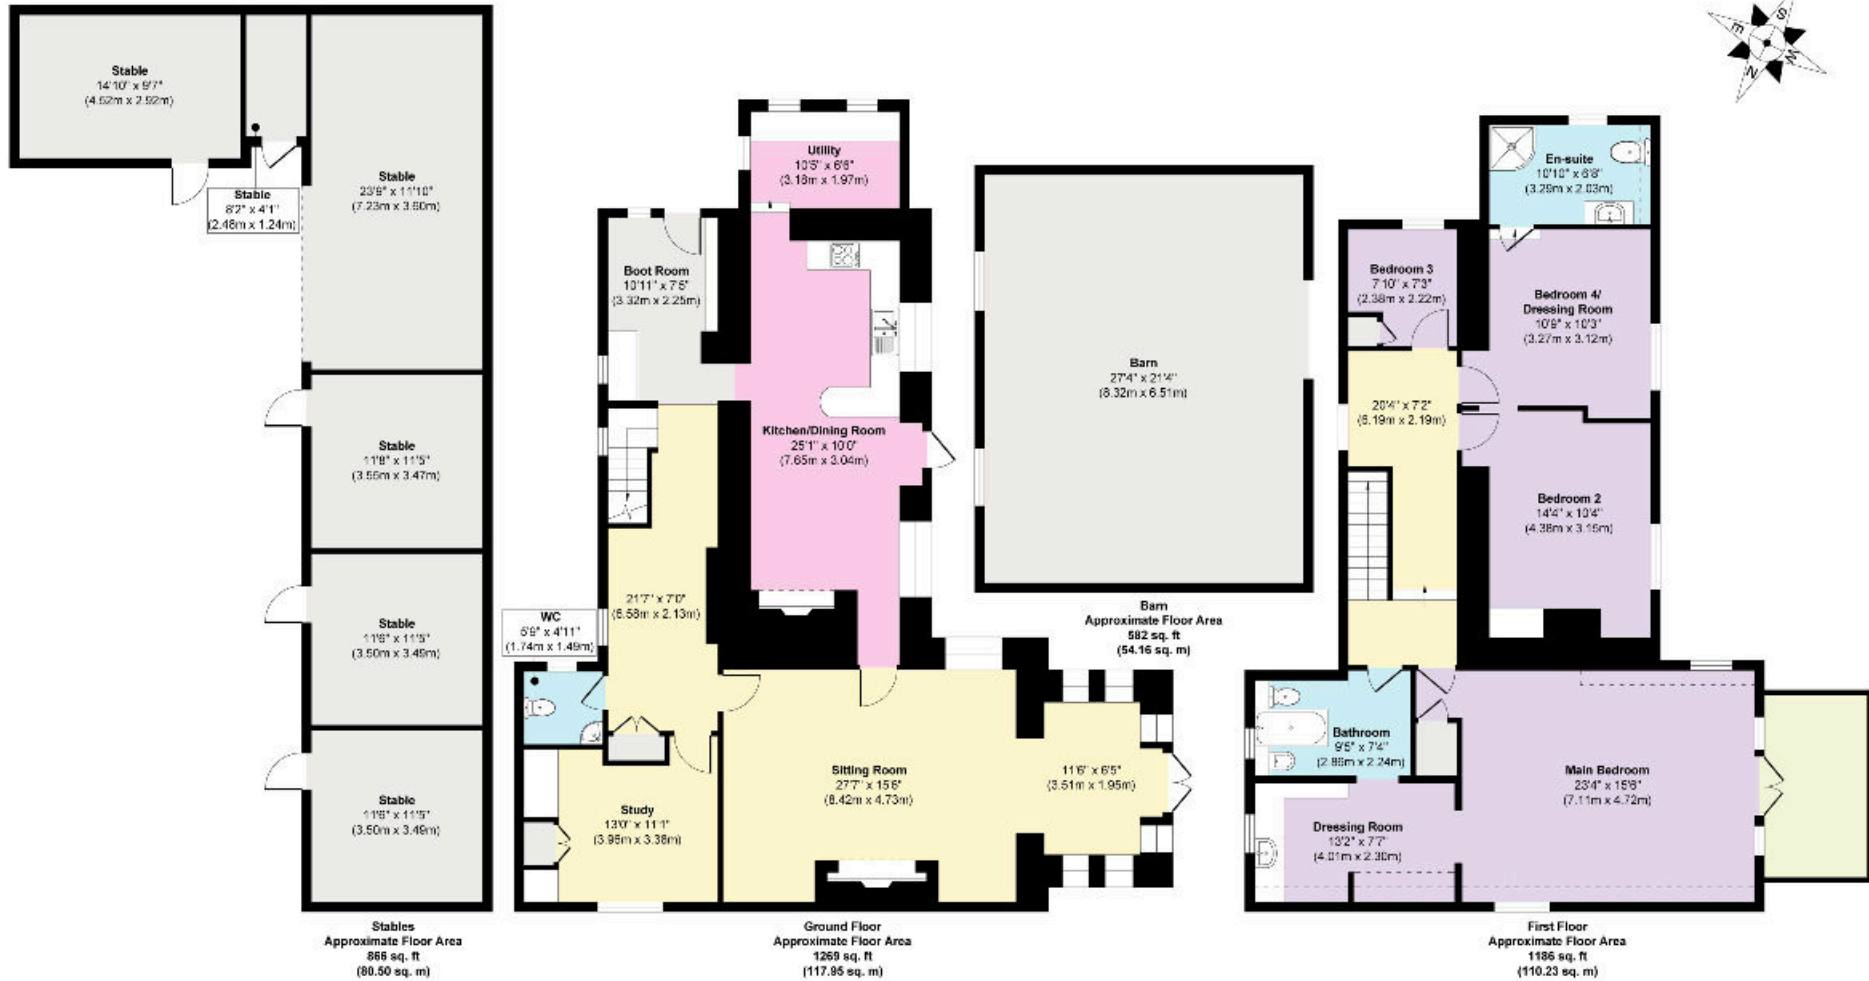 Stable
14'10" x 9'7"
(4.52m x 2.92m)
Stable
8'2" x 4'1"
(2.48m x 1.24m)
Stable
23'9" x 11'10"
(7.23m x 3.60m)
Stable
11'8" x 11'5"
(3.55m x 3.47m)
Stable
11'6" x 11'5"
(3.50m x 3.49m)
Stable
11'6" x 11'5"
(3.50m x 3.49m)
Stables
Approximate Floor Area
866 sq. ft
(80.50 sq. m)
Utility
10'5" x 6'6"
(3.18m x 1.97m)
Boot Room
10'11" x 7'5"
(3.32m x 2.25m)
Kitchen/Dining Room
25'1" x 10'0"
(7.65m x 3.04m)
21'7" x 7'0"
(6.58m x 2.13m)
WC
5'9" x 4'11"
(1.74m x 1.49m)
Study
13'0" x 11'1"
(3.96m x 3.38m)
Sitting Room
27'7" x 15'6"
(8.42m x 4.73m)
11'6" x 6'5"
(3.51m x 1.95m)
Ground Floor
Approximate Floor Area
1269 sq. ft
(117.95 sq. m)
Barn
27'4" x 21'4"
(8.32m x 6.51m)
Barn
Approximate Floor Area
582 sq. ft
(54.16 sq. m)
S
E
W
N
En-suite
10'10" x 6'8"
(3.29m x 2.03m)
Bedroom 3
7'10" x 7'3"
(2.38m x 2.22m)
Bedroom 4/
Dressing Room
10'9" x 10'3"
(3.27m x 3.12m)
20'4" x 7'2"
(6.19m x 2.19m)
Bedroom 2
14'4" x 10'4"
(4.38m x 3.15m)
Bathroom
9'5" x 7'4"
(2.86m x 2.24m)
Main Bedroom
23'4" x 15'6"
(7.11m x 4.72m)
Dressing Room
13'2" x 7'7"
(4.01m x 2.30m)
First Floor
Approximate Floor Area
1186 sq. ft
(110.23 sq. m)